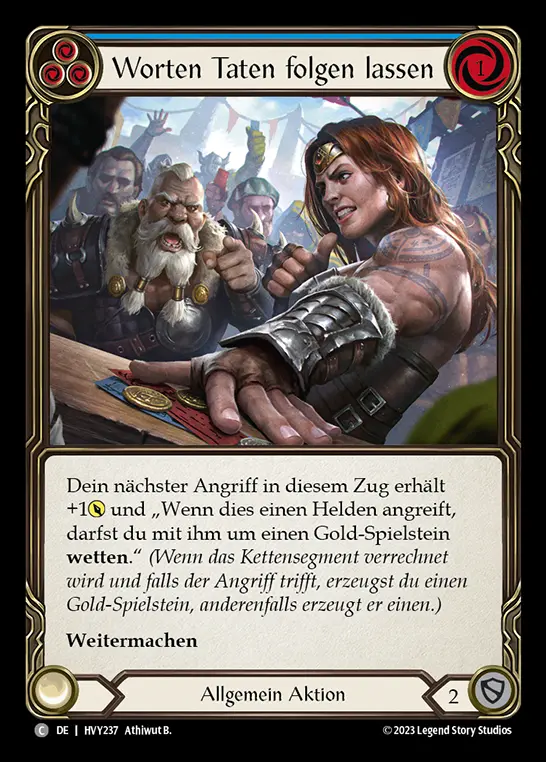 Worten Taten folgen lassen
1
Dein nächster Angriff in diesem Zug erhält
+1 und „Wenn dies einen Helden angreift,
darfst du mit ihm um einen Gold-Spielstein
wetten.“ (Wenn das Kettensegment verrechnet
wird und falls der Angriff trifft, erzeugst du einen
Gold-Spielstein, anderenfalls erzeugt er einen.)
Weitermachen
Allgemein Aktion
2
C DE | HVY237 Athiwut B.
© 2023 Legend Story Studios